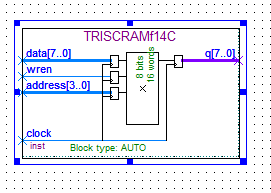 TRISCRAMf14C
data[7..0]
q[7..0]
wren
address[3..0]
8 bits
16 words
clock
inst
Block type: AUTO